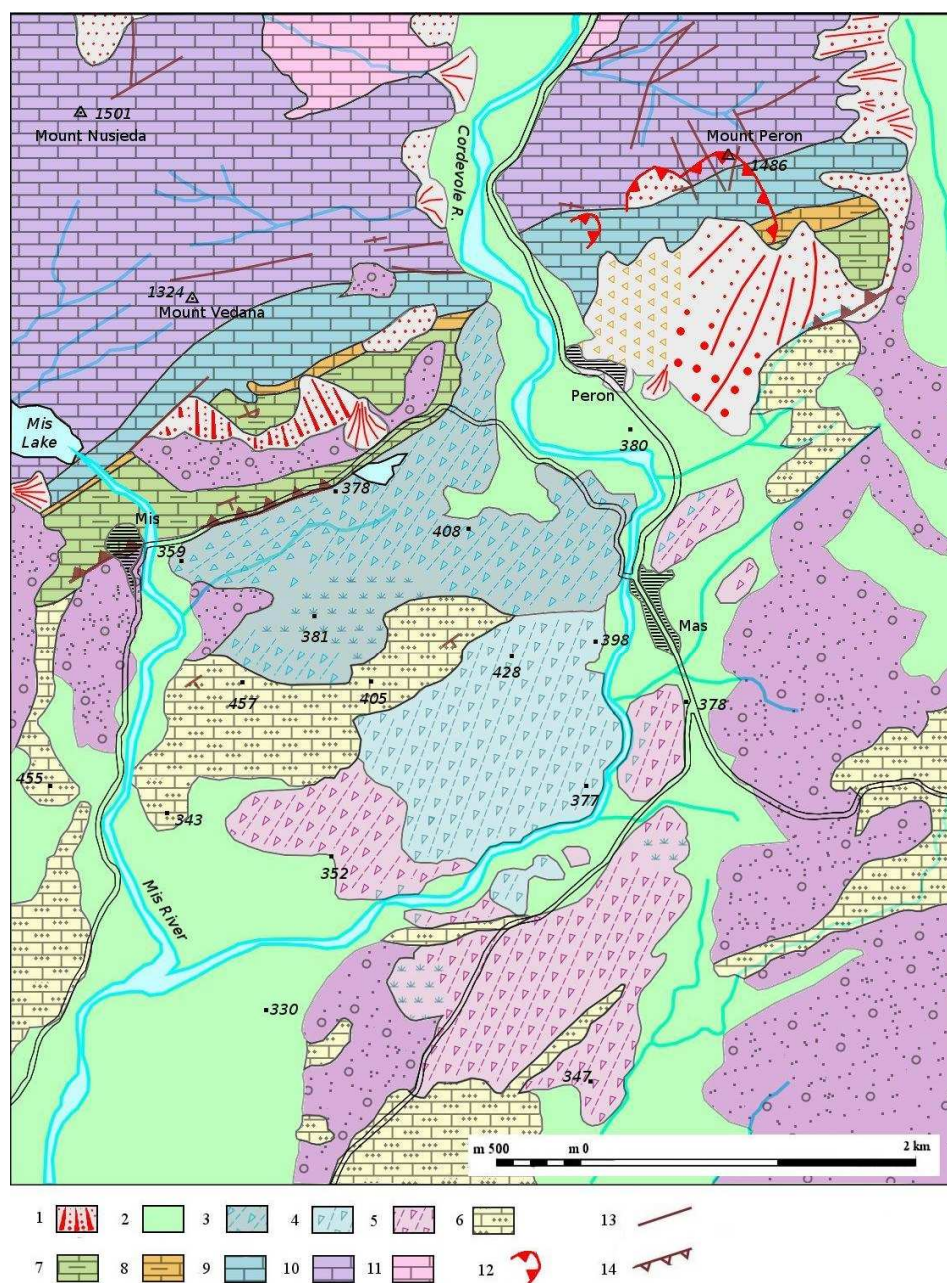 1501
Mount Nusieda
Cordevole R.
Mount Peron
1486
1324
Mount Vedana
Peron
380
Mis
Lake
378
Mis
359
408
381
398
Mas
428
457
405
378
455
343
377
352
Mis River
330
347
m 500 m 0 2 km
1 2 3 4 5 6 13
7 8 9 10 11 12 14